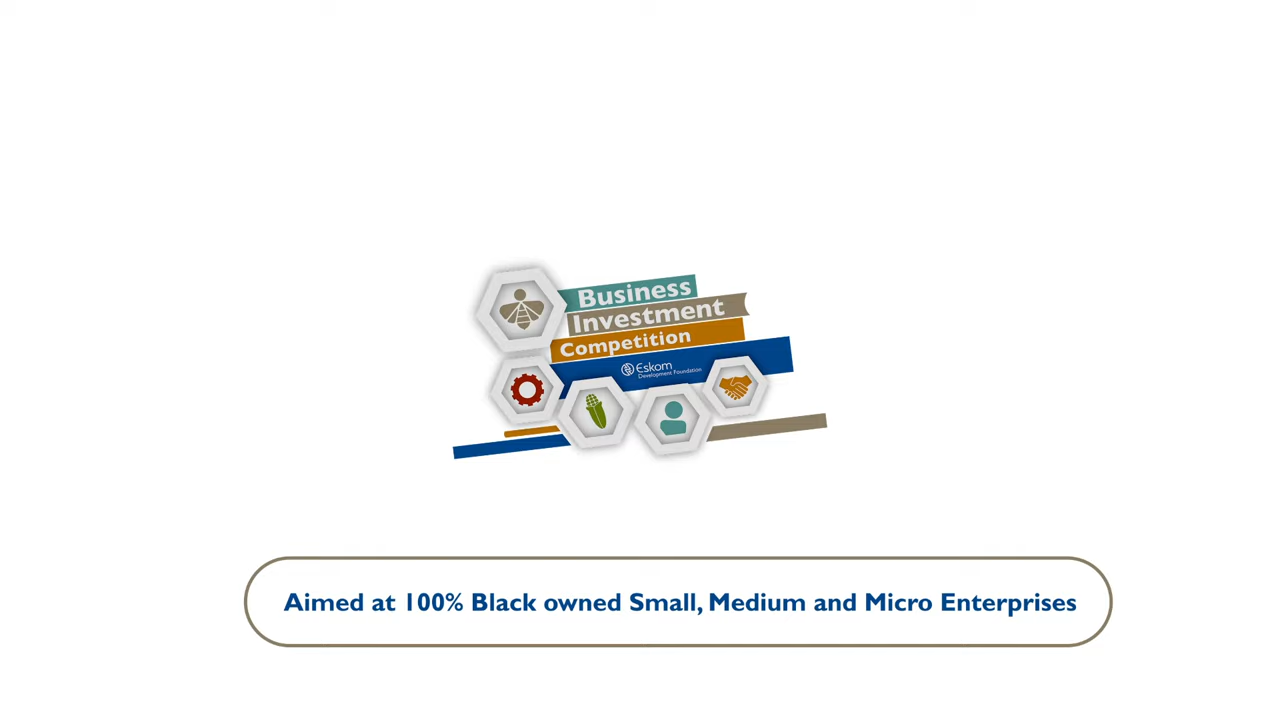 Business
Investment
Competition
Eskom
Development Foundation
Aimed at 100% Black owned Small, Medium and Micro Enterprises